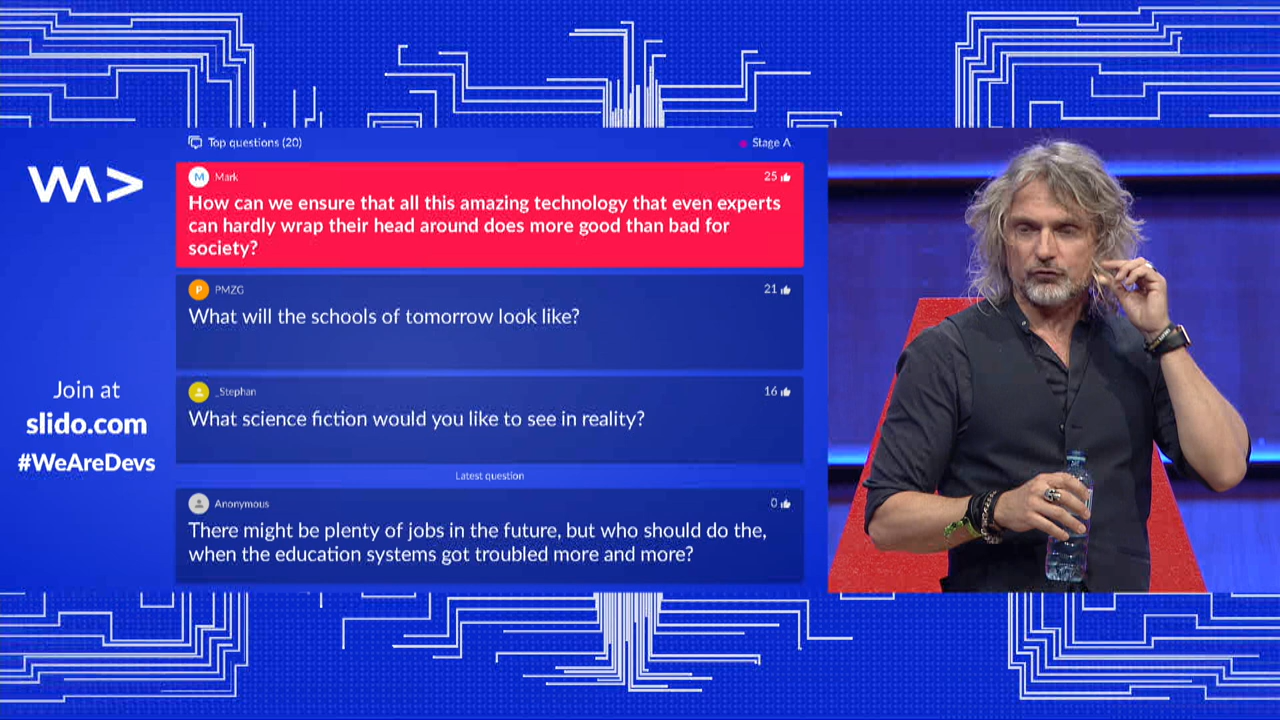 Top questions (20)
Stage A
WA>
M Mark
25
How can we ensure that all this amazing technology that even experts
can hardly wrap their head around does more good than bad for
society?
P PMZG
21
What will the schools of tomorrow look like?
_Stephan
16
What science fiction would you like to see in reality?
Join at
slido.com
#WeAreDevs
Latest question
Anonymous
0
There might be plenty of jobs in the future, but who should do the,
when the education systems got troubled more and more?